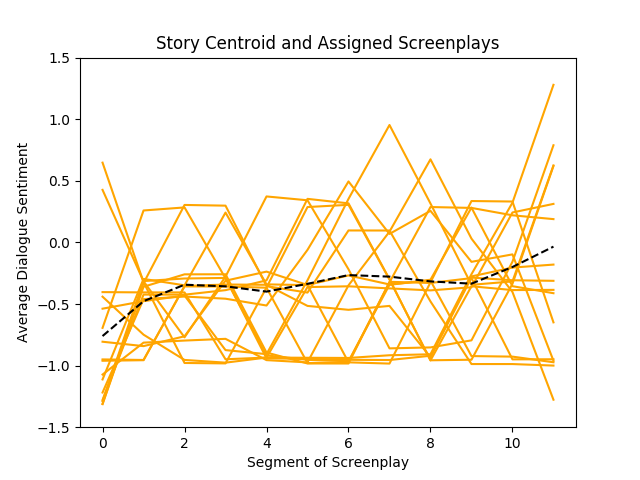 Story Centroid and Assigned Screenplays
1.5
1.0
0.5
0.0
−0.5
−1.0
−1.5
Average Dialogue Sentiment
0 2 4 6 8 10
Segment of Screenplay